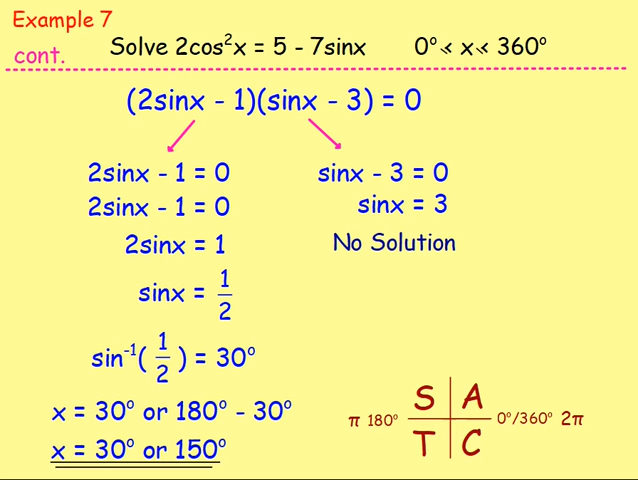 Example 7
cont.
Solve 2cos²x = 5 - 7sinx 0° < x < 360°
(2sinx - 1)(sinx - 3) = 0
2sinx - 1 = 0
2sinx - 1 = 0
2sinx = 1
sinx = 1/2
sin⁻¹(1/2) = 30°
x = 30° or 180° - 30°
x = 30° or 150°
sinx - 3 = 0
sinx = 3
No Solution
S A
π 180° 0°/360° 2π
T C